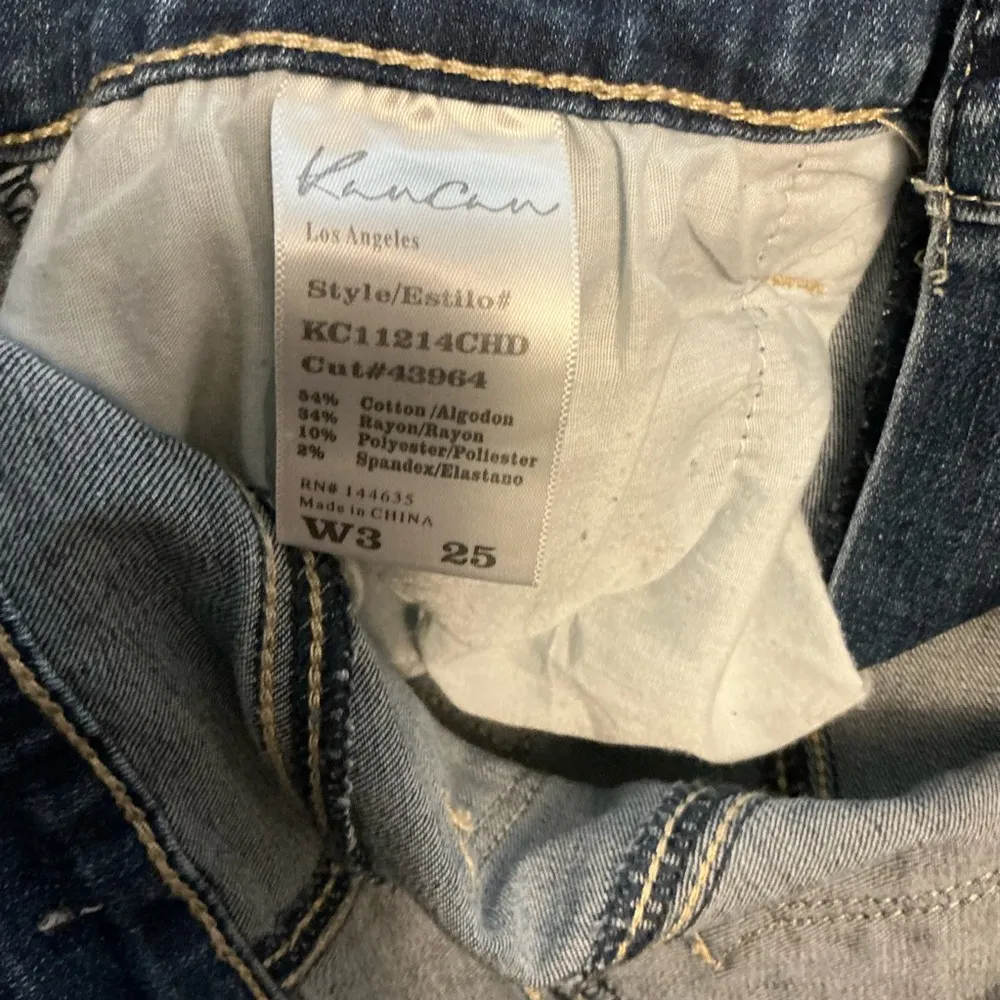 KanCan
Los Angeles
Style/Estilo#
KC11214CHD
Cut#43964
54% Cotton/Algodon
34% Rayon/Rayon
10% Polyester/Poliester
2% Spandex/Elastano
RN# 144635
Made in CHINA
W3 25